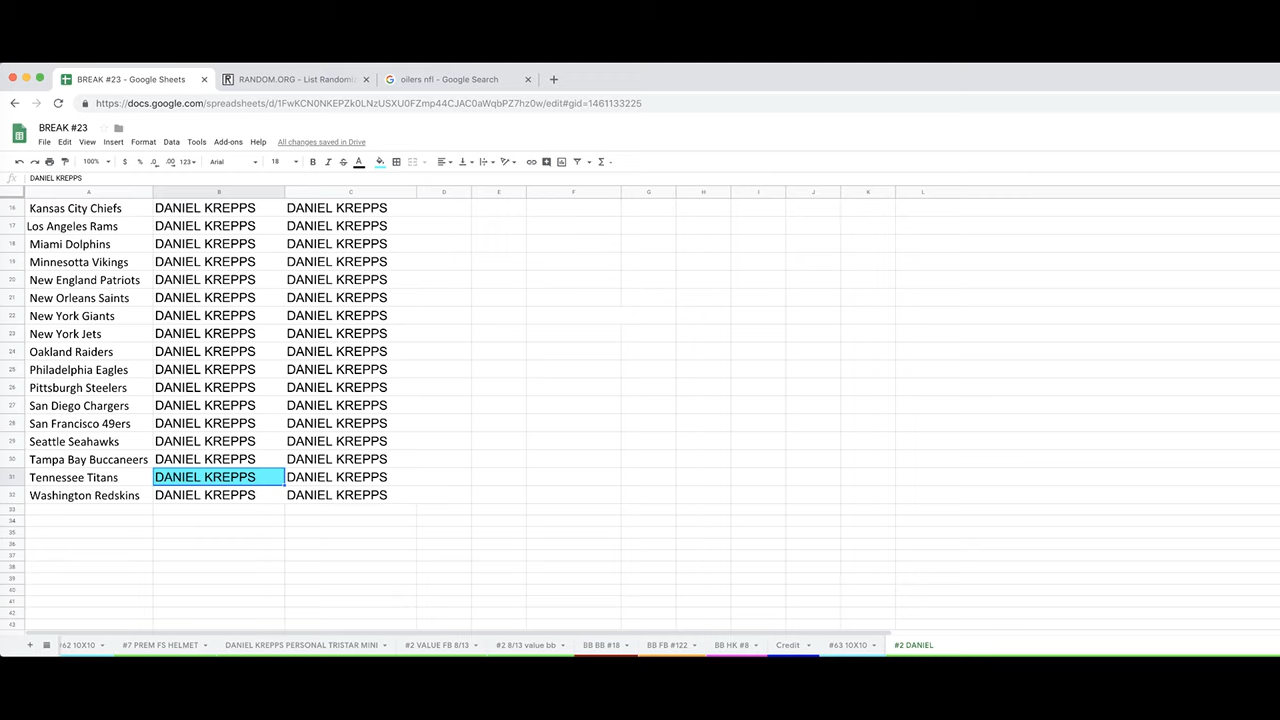 BREAK #23 - Google Sheets
RANDOM.ORG - List Randomi
oilers nfl - Google Search
https://docs.google.com/spreadsheets/d/1FwKCN0NKEPZk0LNzUSXU0FZmp44CJAC0aWqbPZ7hz0w/edit#gid=1461133225
BREAK #23
File Edit View Insert Format Data Tools Add-ons Help All changes saved in Drive
100% $ % .0 .00 123 Arial 18 B I S A
fx DANIEL KREPPS
A B C D E F G H I J K L
16 Kansas City Chiefs DANIEL KREPPS DANIEL KREPPS
17 Los Angeles Rams DANIEL KREPPS DANIEL KREPPS
18 Miami Dolphins DANIEL KREPPS DANIEL KREPPS
19 Minnesotta Vikings DANIEL KREPPS DANIEL KREPPS
20 New England Patriots DANIEL KREPPS DANIEL KREPPS
21 New Orleans Saints DANIEL KREPPS DANIEL KREPPS
22 New York Giants DANIEL KREPPS DANIEL KREPPS
23 New York Jets DANIEL KREPPS DANIEL KREPPS
24 Oakland Raiders DANIEL KREPPS DANIEL KREPPS
25 Philadelphia Eagles DANIEL KREPPS DANIEL KREPPS
26 Pittsburgh Steelers DANIEL KREPPS DANIEL KREPPS
27 San Diego Chargers DANIEL KREPPS DANIEL KREPPS
28 San Francisco 49ers DANIEL KREPPS DANIEL KREPPS
29 Seattle Seahawks DANIEL KREPPS DANIEL KREPPS
30 Tampa Bay Buccaneers DANIEL KREPPS DANIEL KREPPS
31 Tennessee Titans DANIEL KREPPS DANIEL KREPPS
32 Washington Redskins DANIEL KREPPS DANIEL KREPPS
33
34
35
36
37
38
39
40
41
42
43
#62 10X10 #7 PREM FS HELMET DANIEL KREPPS PERSONAL TRISTAR MINI #2 VALUE FB 8/13 #2 8/13 value bb BB BB #18 BB FB #122 BB HK #8 Credit #63 10X10 #2 DANIEL